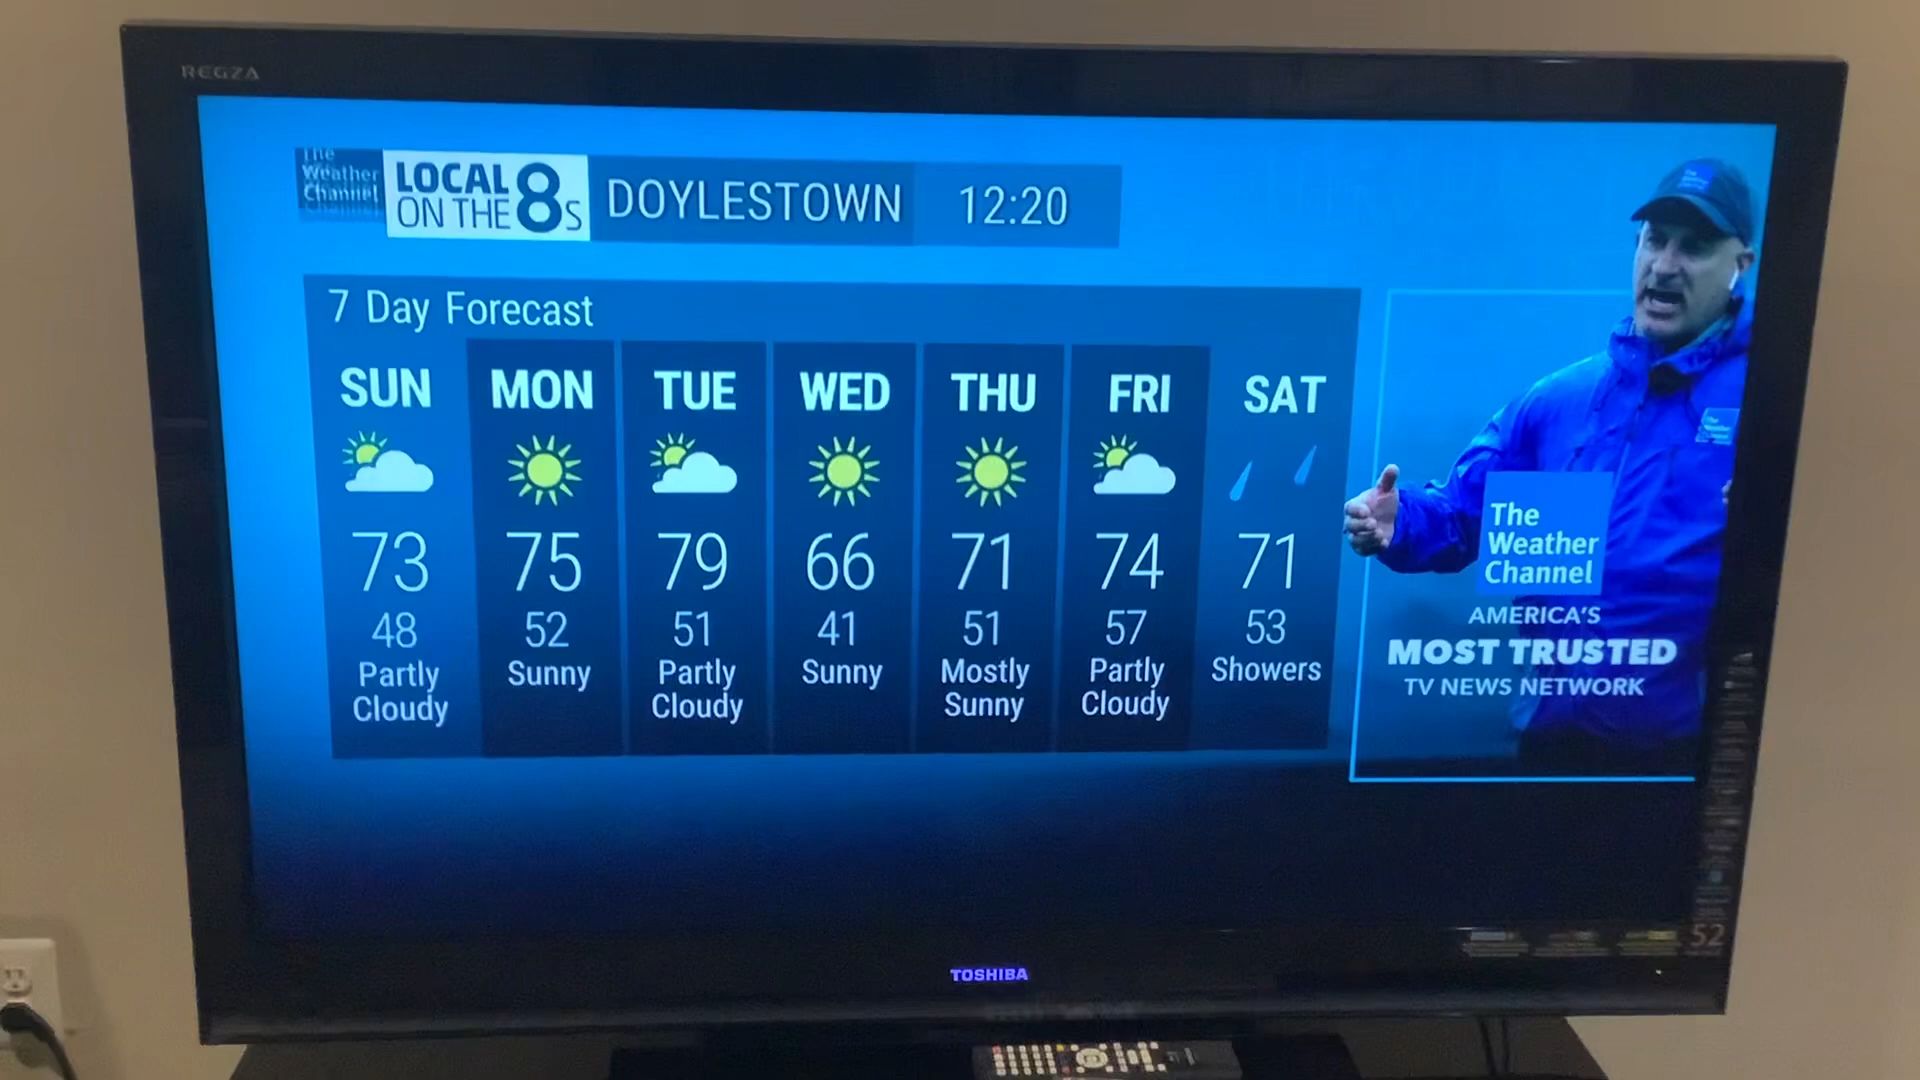 REGZA
The
Weather
Channel
LOCAL
ON THE 8s
DOYLESTOWN
12:20
7 Day Forecast
SUN MON TUE WED THU FRI SAT
73 75 79 66 71 74 71
48 52 51 41 51 57 53
Partly Sunny Partly Sunny Mostly Partly Showers
Cloudy Cloudy Sunny Cloudy
The
Weather
Channel
AMERICA'S
MOST TRUSTED
TV NEWS NETWORK
52
TOSHIBA